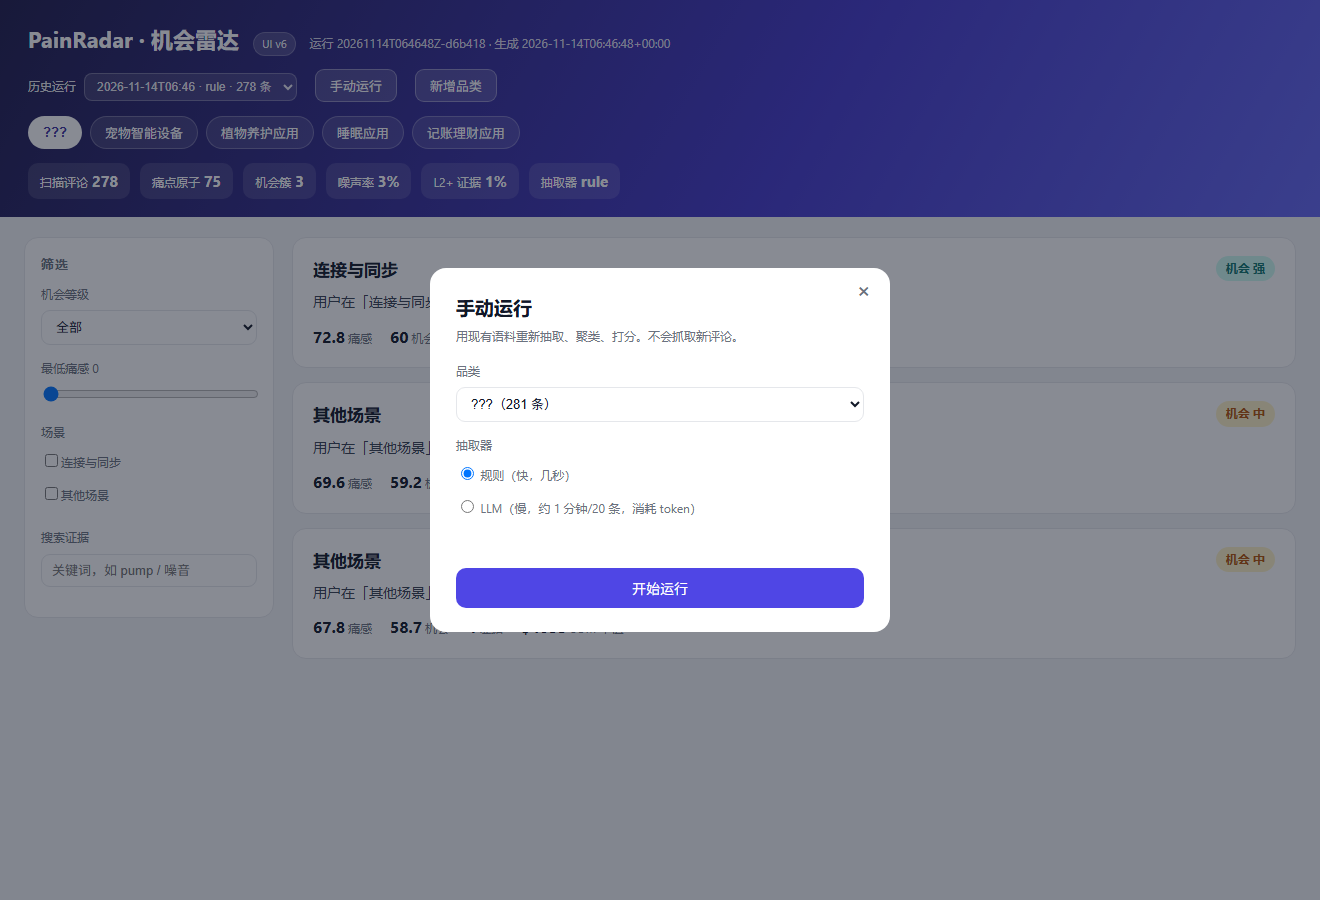 PainRadar · 机会雷达 UI v6 运行 20261114T064648Z-d6b418 · 生成 2026-11-14T06:46:48+00:00
历史运行 2026-11-14T06:46 · rule · 278 条 手动运行 新增品类
??? 宠物智能设备 植物养护应用 睡眠应用 记账理财应用
扫描评论 278 痛点原子 75 机会簇 3 噪声率 3% L2+ 证据 1% 抽取器 rule
筛选
机会等级
全部
最低痛感 0
场景
连接与同步
其他场景
搜索证据
关键词，如 pump / 噪音
连接与同步 机会 强
用户在「连接与同步
72.8 痛感 60 机会
其他场景 机会 中
用户在「其他场景」
69.6 痛感 59.2
其他场景 机会 中
用户在「其他场景」
67.8 痛感 58.7 机会
×
手动运行
用现有语料重新抽取、聚类、打分。不会抓取新评论。
品类
???（281 条）
抽取器
规则（快，几秒）
LLM（慢，约 1 分钟/20 条，消耗 token）
开始运行